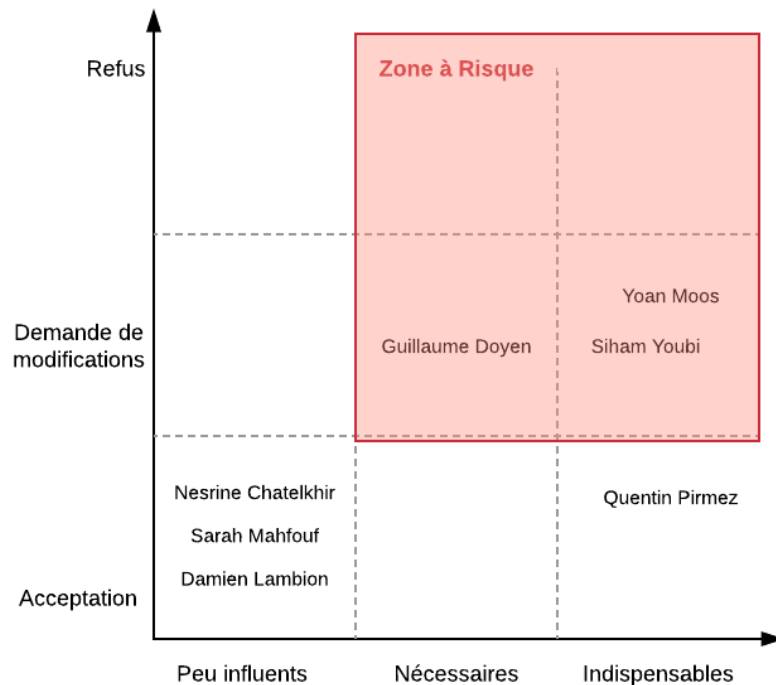 Refus
Zone à Risque
Yoan Moos
Demande de
modifications
Guillaume Doyen
Siham Youbi
Nesrine Chatelkhir
Quentin Pirmez
Sarah Mahfouf
Damien Lambion
Acceptation
Peu influents
Nécessaires
Indispensables